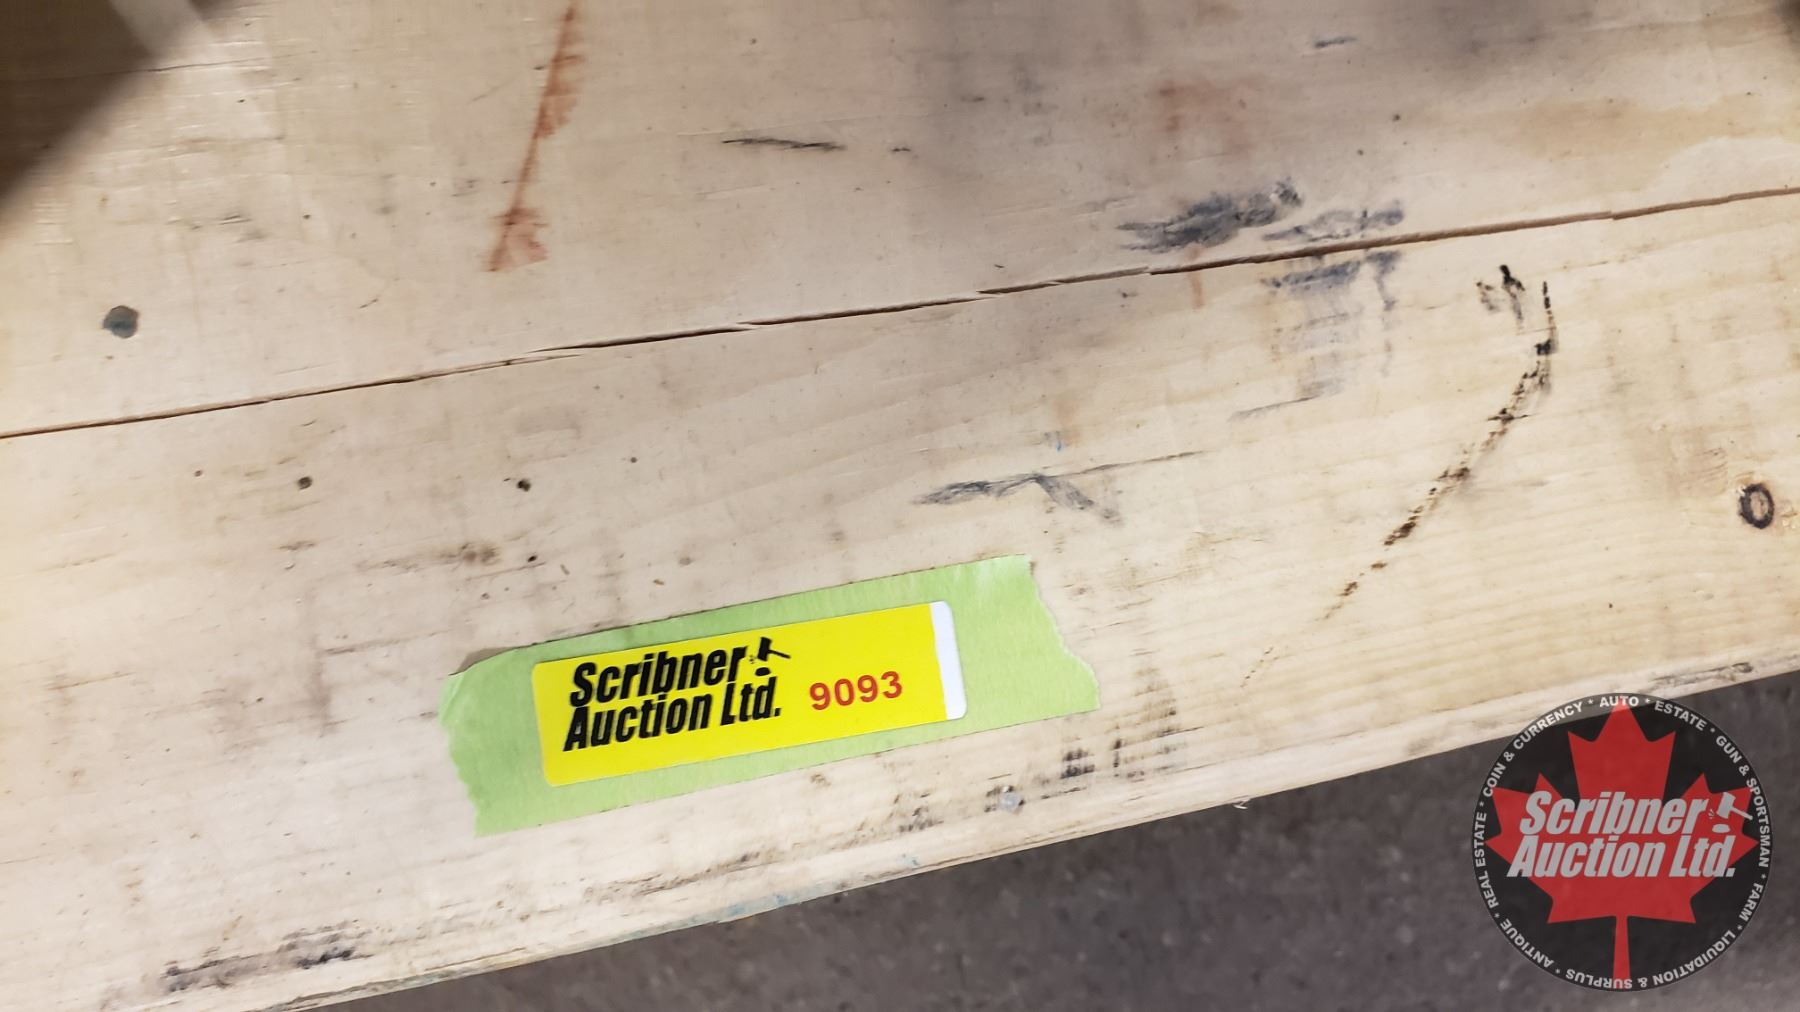 Scribner
Auction Ltd.
9093
COIN & CURRENCY * AUTO * ESTATE * GUN & SPORTSMAN * FARM * LIQUIDATION & SURPLUS * ANTIQUE * REAL ESTATE *
Scribner
Auction Ltd.